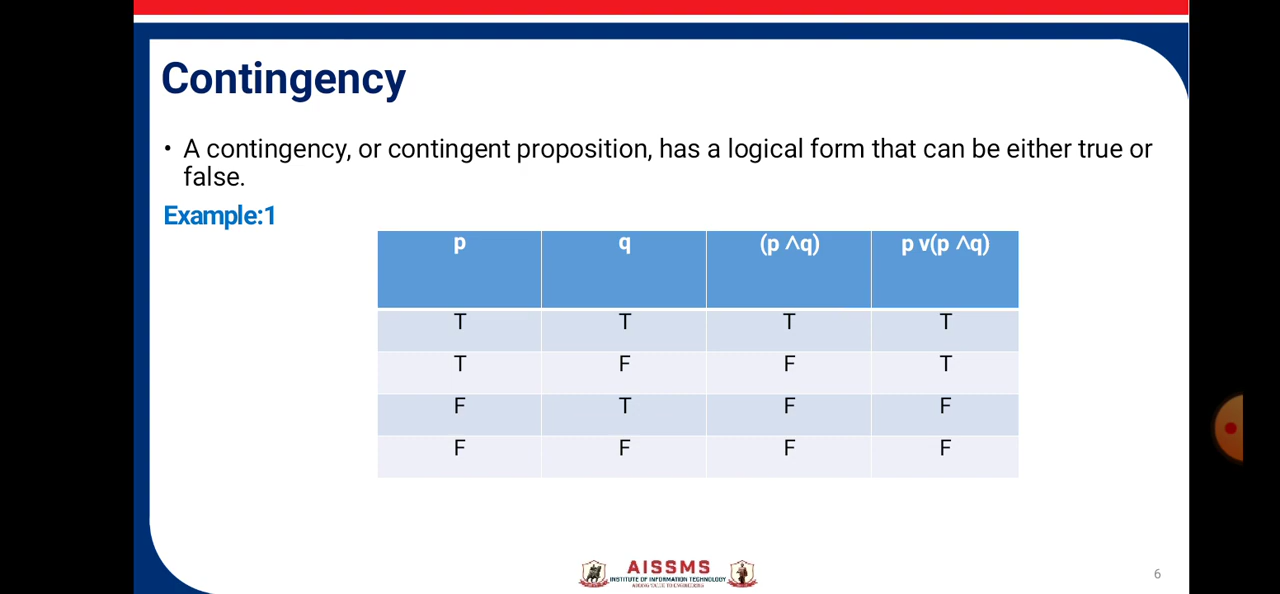 Contingency
• A contingency, or contingent proposition, has a logical form that can be either true or
false.
Example:1
p q (p ^q) p v(p ^q)
T T T T
T F F T
F T F F
F F F F
AISSMS
INSTITUTE OF INFORMATION TECHNOLOGY
6